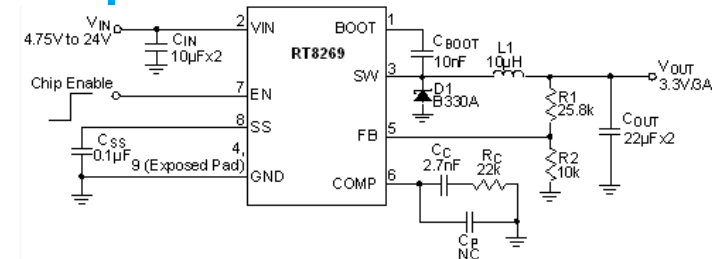 VIN
4.75V to 24V
CIN
10µFx2
2
VIN
BOOT
1
RT8269
CBOOT
10nF
L1
10µH
SW
3
VOUT
3.3V/3A
Chip Enable
7
EN
D1
B330A
R1
25.8k
COUT
22µFx2
8
SS
CSS
0.1µF
FB
5
R2
10k
4,
9 (Exposed Pad)
GND
COMP
6
CC
2.7nF
RC
22k
CP
NC